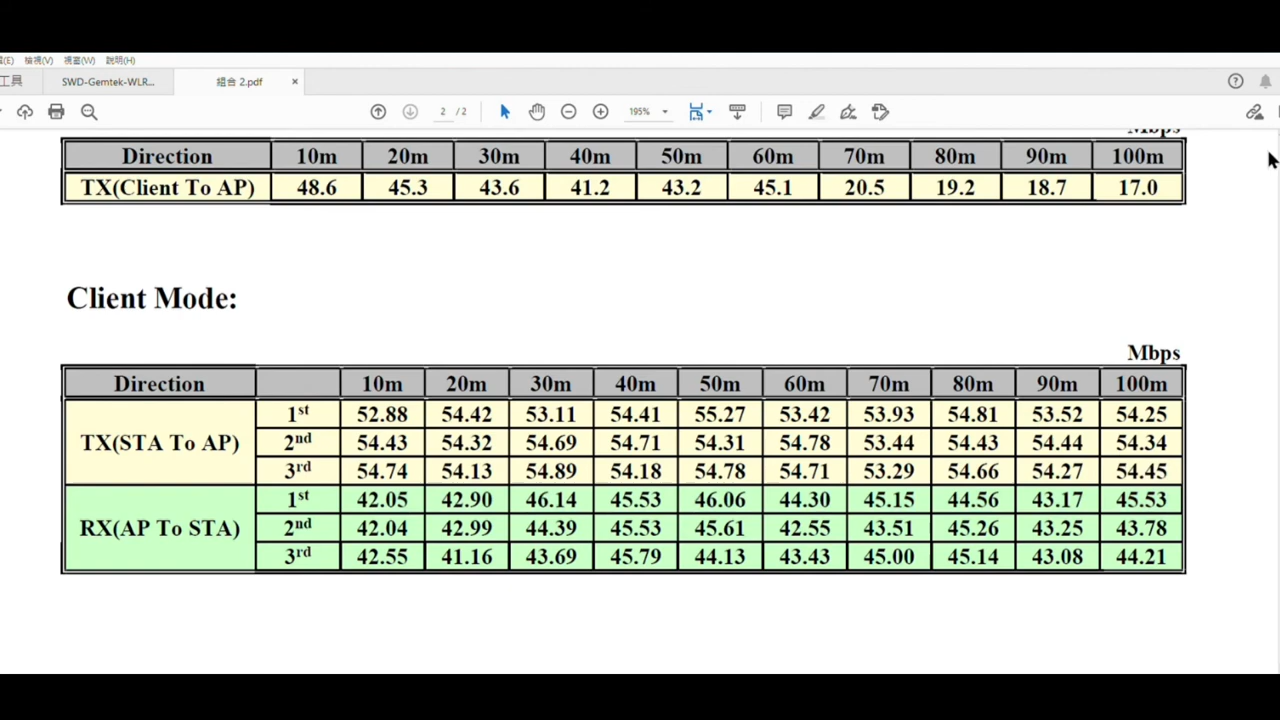 檢視(V) 視窗(W) 說明(H)
工具 SWD-Gemtek-WLR... 組合 2.pdf ×
2 / 2 195%
Mbps
Direction 10m 20m 30m 40m 50m 60m 70m 80m 90m 100m
TX(Client To AP) 48.6 45.3 43.6 41.2 43.2 45.1 20.5 19.2 18.7 17.0
Client Mode:
Mbps
Direction 10m 20m 30m 40m 50m 60m 70m 80m 90m 100m
TX(STA To AP) 1st 52.88 54.42 53.11 54.41 55.27 53.42 53.93 54.81 53.52 54.25
2nd 54.43 54.32 54.69 54.71 54.31 54.78 53.44 54.43 54.44 54.34
3rd 54.74 54.13 54.89 54.18 54.78 54.71 53.29 54.66 54.27 54.45
RX(AP To STA) 1st 42.05 42.90 46.14 45.53 46.06 44.30 45.15 44.56 43.17 45.53
2nd 42.04 42.99 44.39 45.53 45.61 42.55 43.51 45.26 43.25 43.78
3rd 42.55 41.16 43.69 45.79 44.13 43.43 45.00 45.14 43.08 44.21